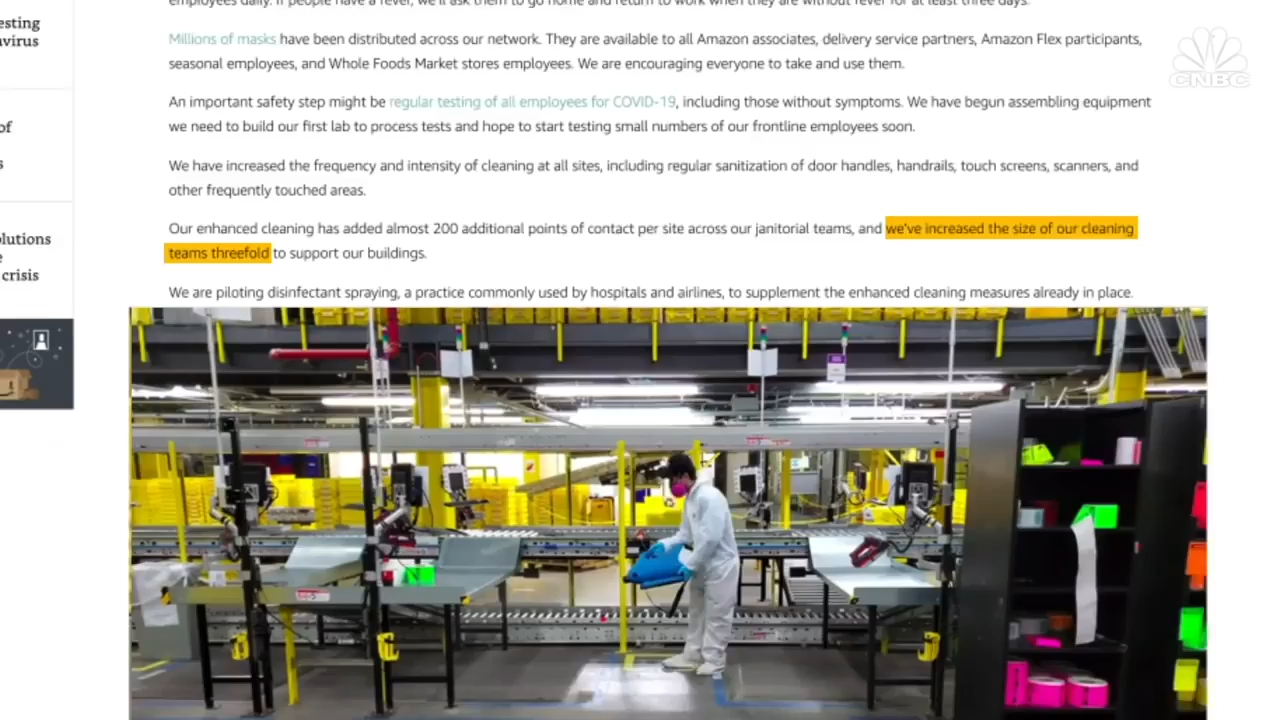 employees daily. If people have a fever, we'll ask them to go home and return to work when they are without fever for at least three days.
esting
Millions of masks have been distributed across our network. They are available to all Amazon associates, delivery service partners, Amazon Flex participants,
avirus
seasonal employees, and Whole Foods Market stores employees. We are encouraging everyone to take and use them.
CNBC
An important safety step might be regular testing of all employees for COVID-19, including those without symptoms. We have begun assembling equipment
of
we need to build our first lab to process tests and hope to start testing small numbers of our frontline employees soon.
s
We have increased the frequency and intensity of cleaning at all sites, including regular sanitization of door handles, handrails, touch screens, scanners, and
other frequently touched areas.
Our enhanced cleaning has added almost 200 additional points of contact per site across our janitorial teams, and we've increased the size of our cleaning
olutions
teams threefold to support our buildings.
e
crisis
We are piloting disinfectant spraying, a practice commonly used by hospitals and airlines, to supplement the enhanced cleaning measures already in place.